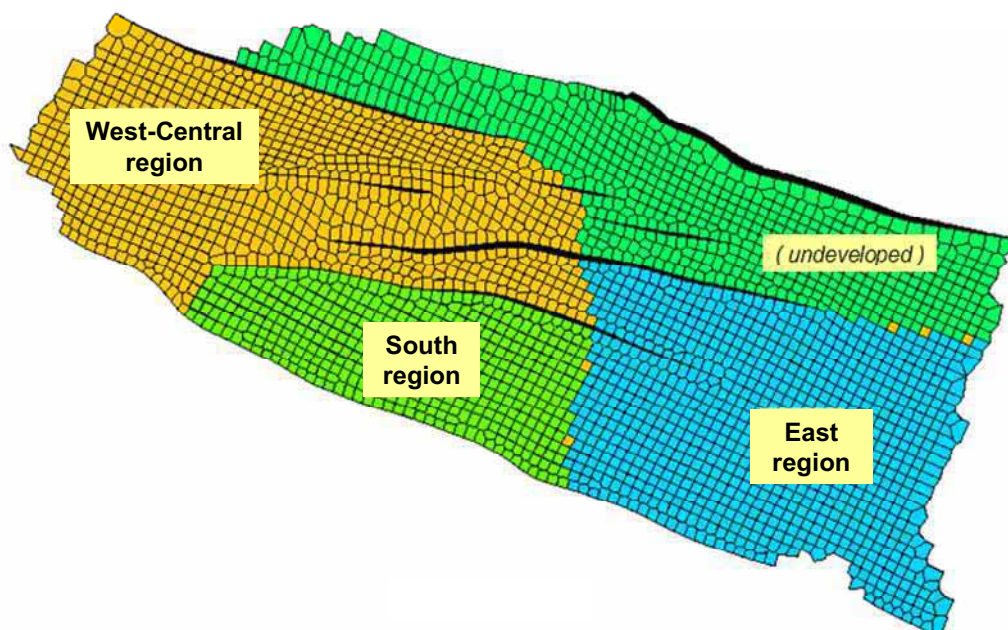 West-Central
region
( undeveloped )
South
region
East
region